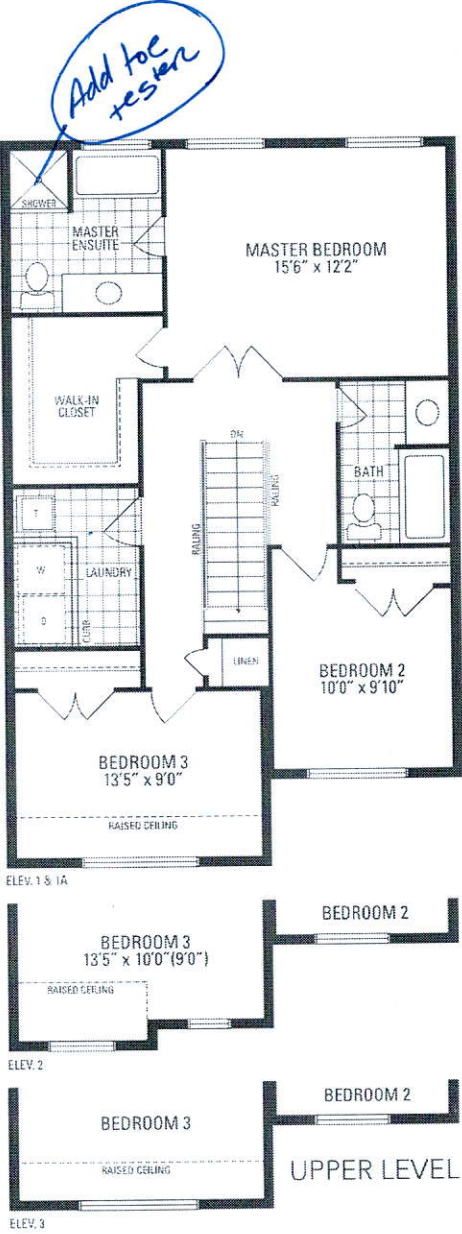 Add toe
tester
SHOWER
MASTER
ENSUITE
MASTER BEDROOM
15'6" x 12'2"
WALK-IN
CLOSET
DN
RAILING
RAILING
BATH
T
W
LAUNDRY
D
CURB
LINEN
BEDROOM 2
10'0" x 9'10"
BEDROOM 3
13'5" x 9'0"
RAISED CEILING
ELEV. 1 & 1A
BEDROOM 2
BEDROOM 3
13'5" x 10'0"(9'0")
RAISED CEILING
ELEV. 2
BEDROOM 2
BEDROOM 3
RAISED CEILING
UPPER LEVEL
ELEV. 3